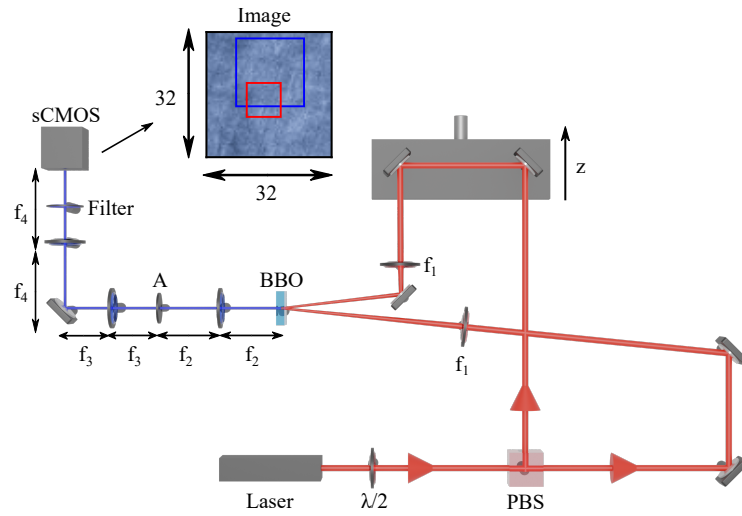 Image
sCMOS
32
32
z
f₄
Filter
f₄
A
BBO
f₁
f₁
f₃
f₃
f₂
f₂
Laser
λ/2
PBS